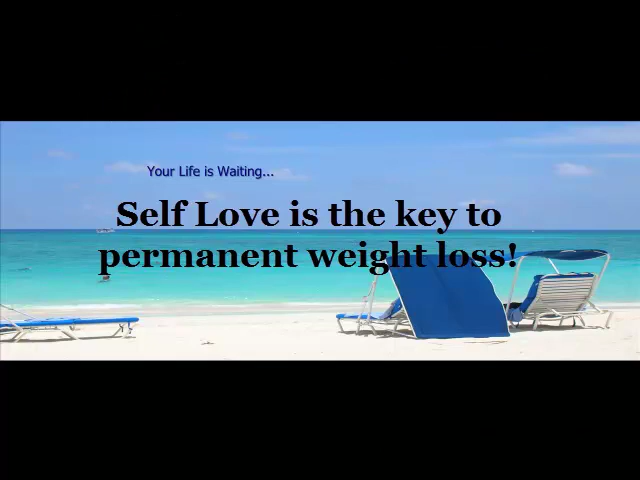 Your Life is Waiting...
Self Love is the key to
permanent weight loss!